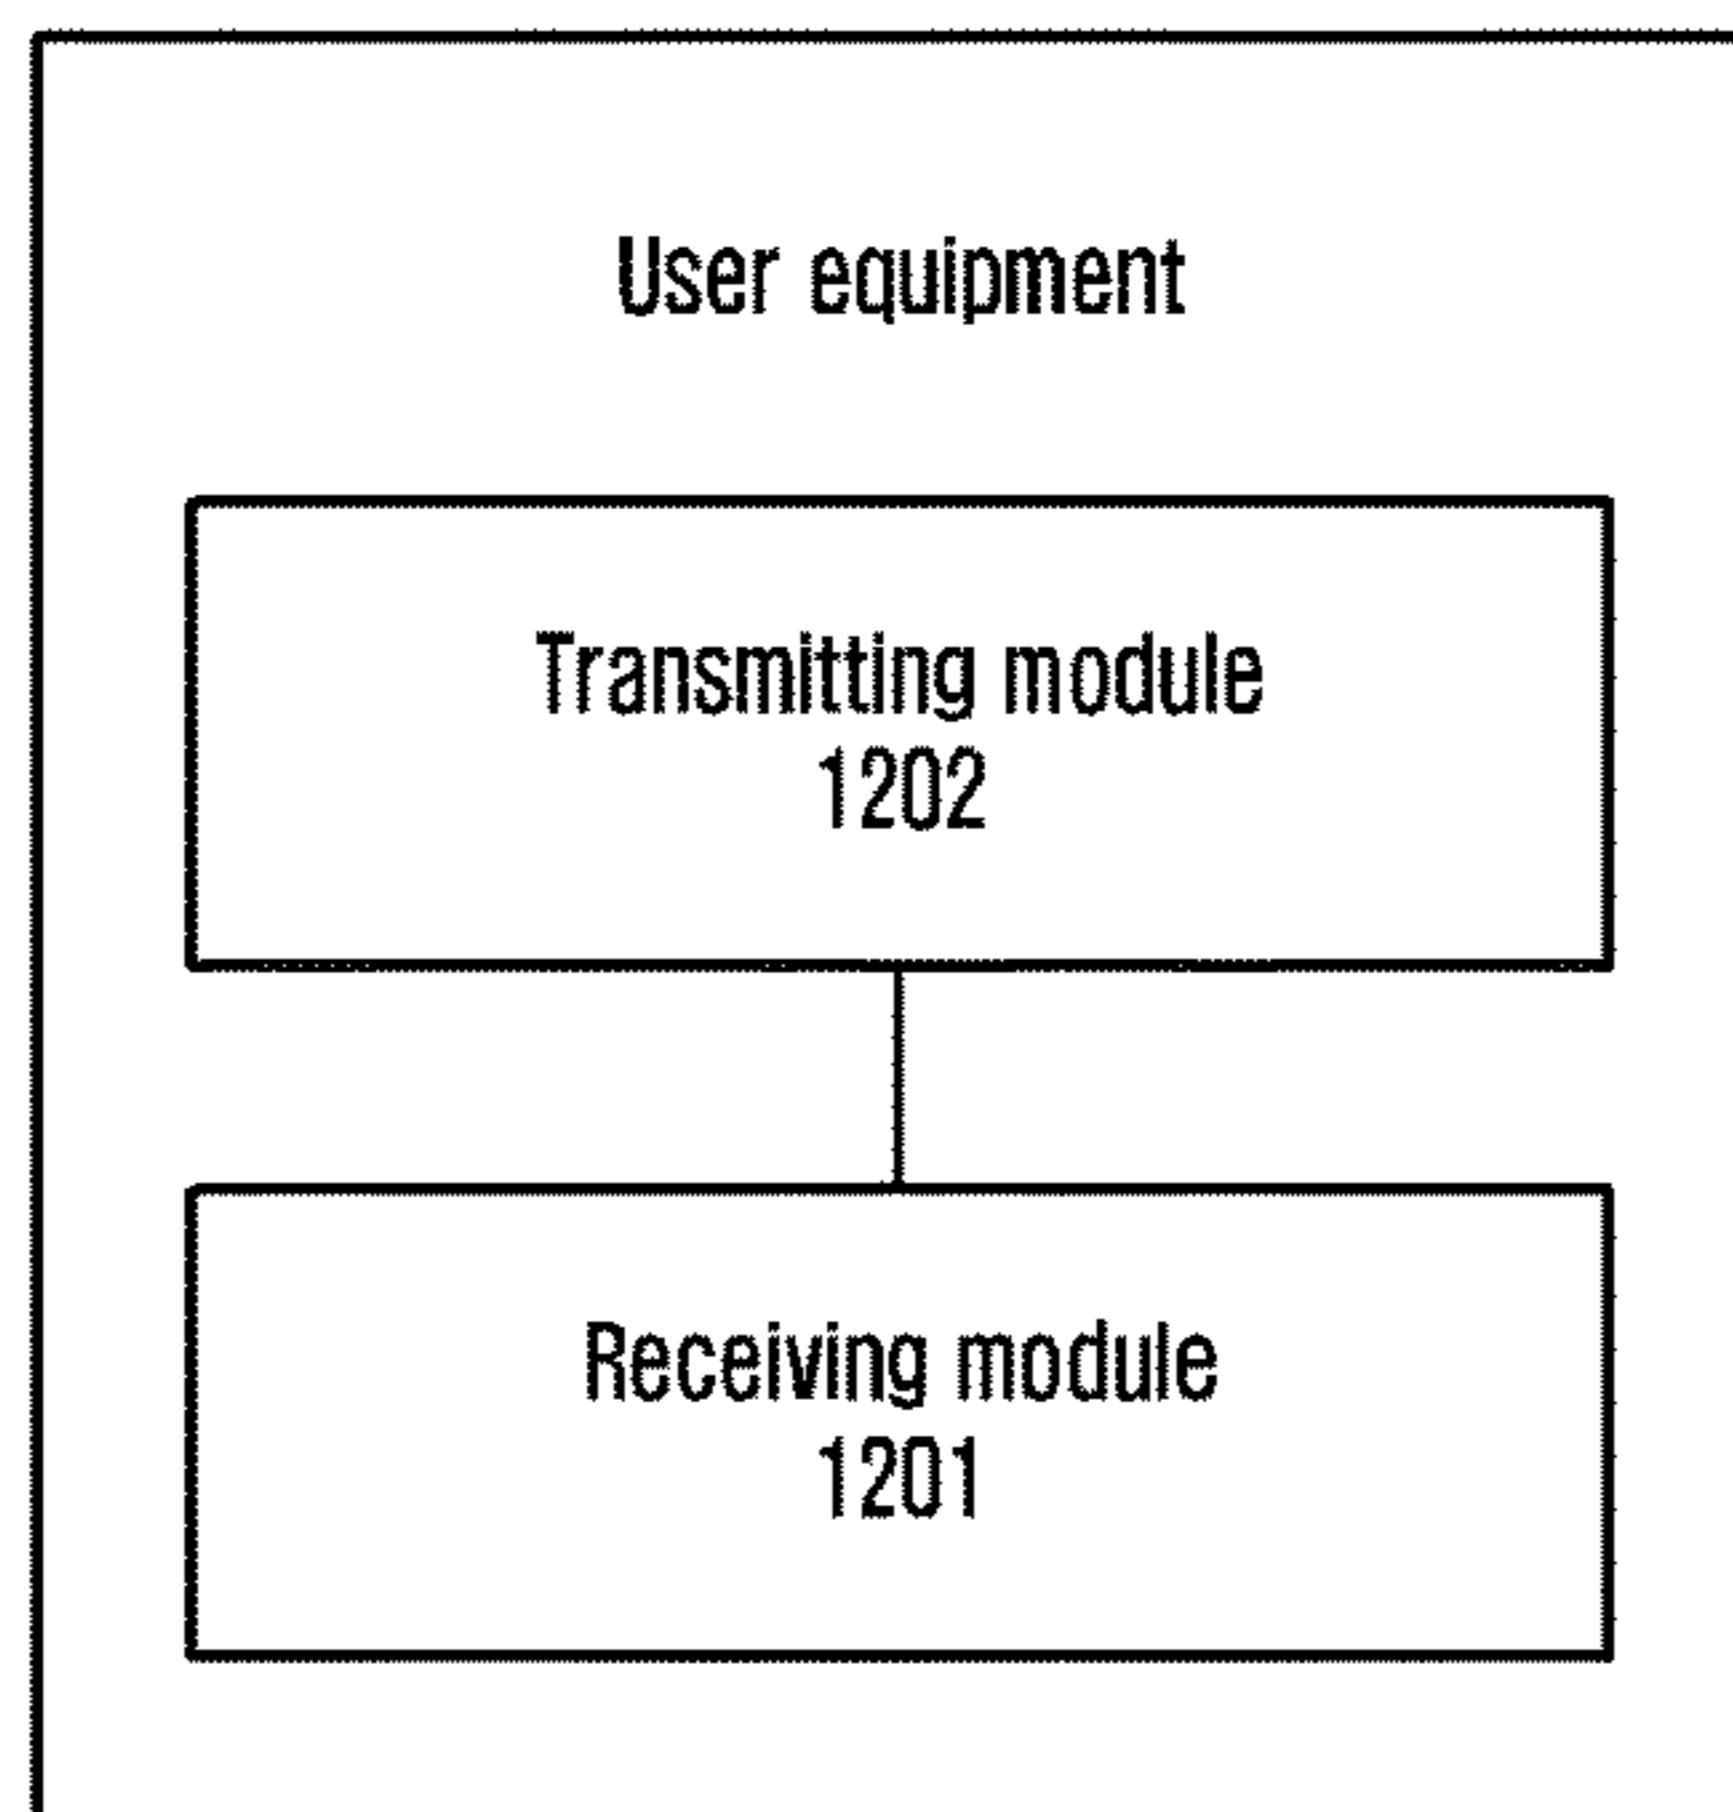 User equipment
Transmitting module
1202
Receiving module
1201